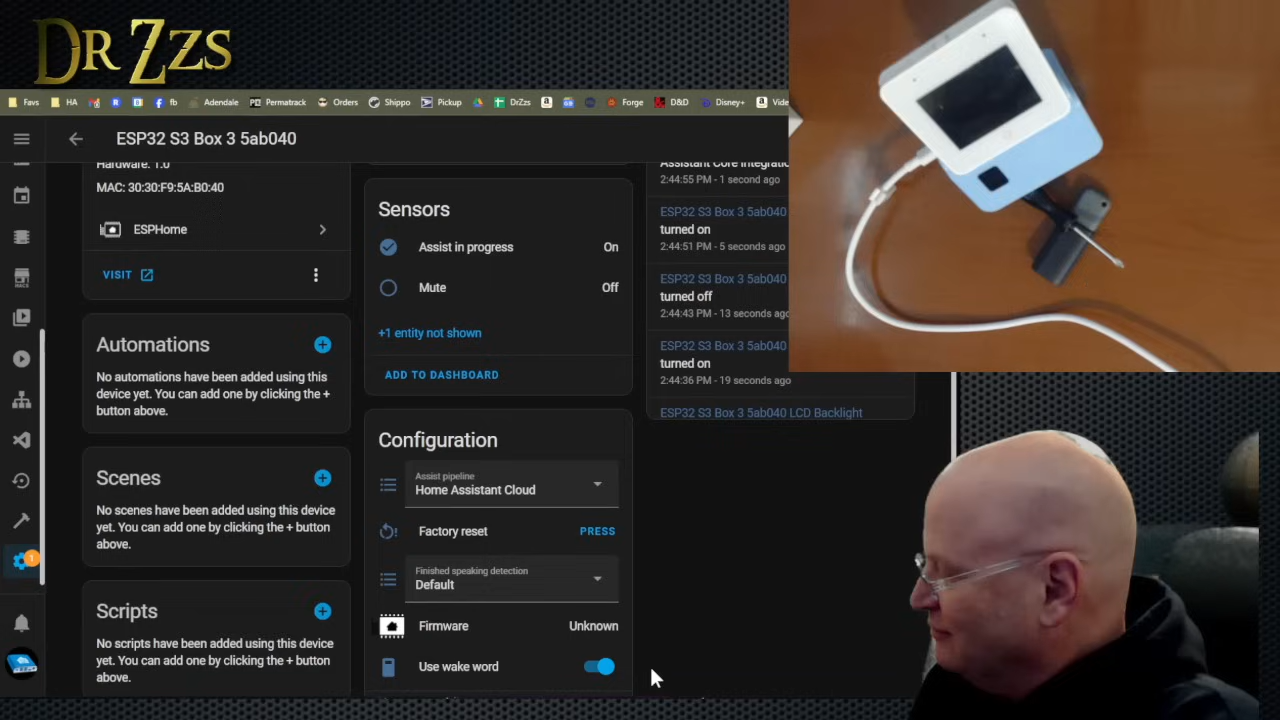 DR ZZS
Favs
HA
fb
Adendale
Permatrack
Orders
Shippo
Pickup
DrZzs
Forge
D&D
Disney+
ESP32 S3 Box 3 5ab040
Hardware: 1.0
MAC: 30:30:F9:5A:B0:40
ESPHome
VISIT
Automations
No automations have been added using this
device yet. You can add one by clicking the +
button above.
Scenes
No scenes have been added using this device
yet. You can add one by clicking the + button
above.
Scripts
No scripts have been added using this device
yet. You can add one by clicking the + button
above.
1
Sensors
Assist in progress On
Mute Off
+1 entity not shown
ADD TO DASHBOARD
Configuration
Assist pipeline
Home Assistant Cloud
Factory reset PRESS
Finished speaking detection
Default
Firmware Unknown
Use wake word
2:44:55 PM - 1 second ago
ESP32 S3 Box 3 5ab040
turned on
2:44:51 PM - 5 seconds ago
ESP32 S3 Box 3 5ab040
turned off
2:44:43 PM - 13 seconds ago
ESP32 S3 Box 3 5ab040
turned on
2:44:36 PM - 19 seconds ago
ESP32 S3 Box 3 5ab040 LCD Backlight